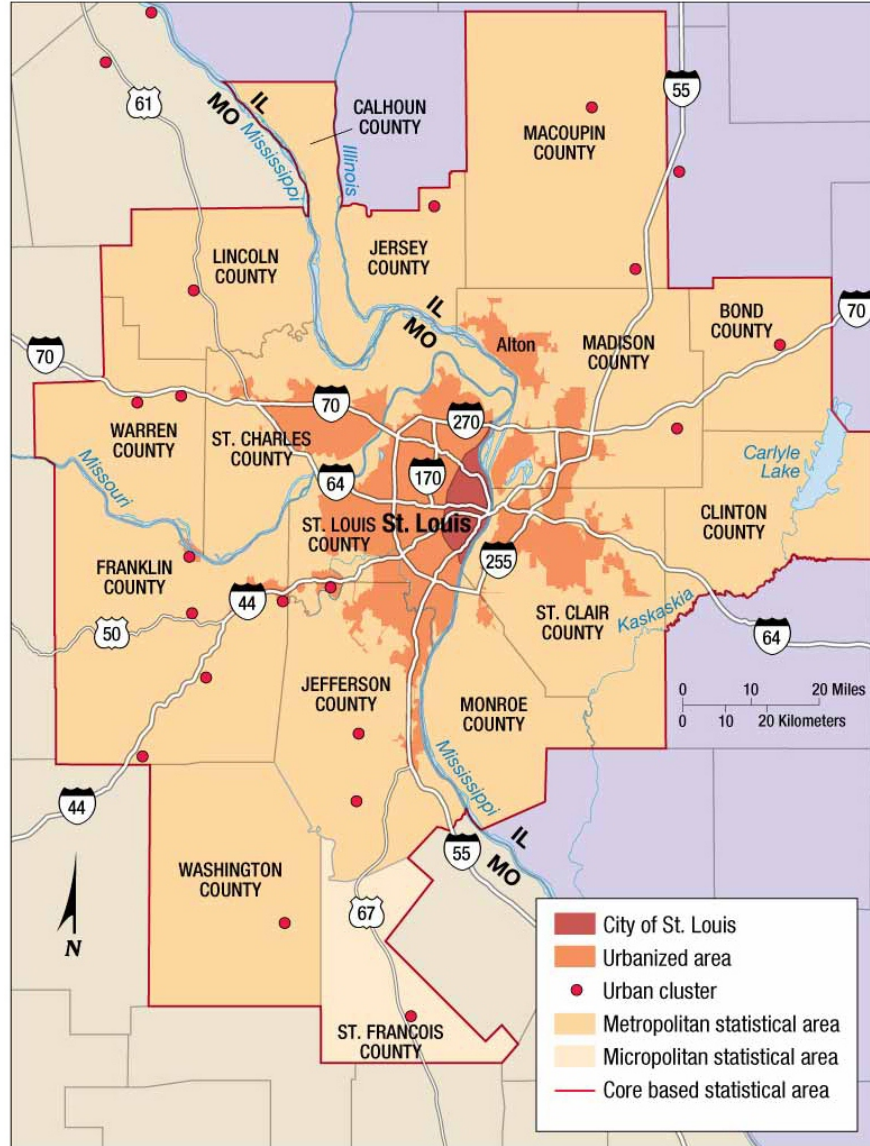 61
IL
MO
Mississippi
Illinois
CALHOUN
COUNTY
MACOUPIN
COUNTY
55
LINCOLN
COUNTY
JERSEY
COUNTY
IL
MO
Alton
MADISON
COUNTY
BOND
COUNTY
70
70
WARREN
COUNTY
ST. CHARLES
COUNTY
70
270
Missouri
64
170
Carlyle
Lake
CLINTON
COUNTY
ST. LOUIS
COUNTY
St. Louis
FRANKLIN
COUNTY
44
255
ST. CLAIR
COUNTY
Kaskaskia
50
64
JEFFERSON
COUNTY
MONROE
COUNTY
0 10 20 Miles
0 10 20 Kilometers
Mississippi
44
55
IL
MO
WASHINGTON
COUNTY
67
N
ST. FRANCOIS
COUNTY
City of St. Louis
Urbanized area
Urban cluster
Metropolitan statistical area
Micropolitan statistical area
Core based statistical area